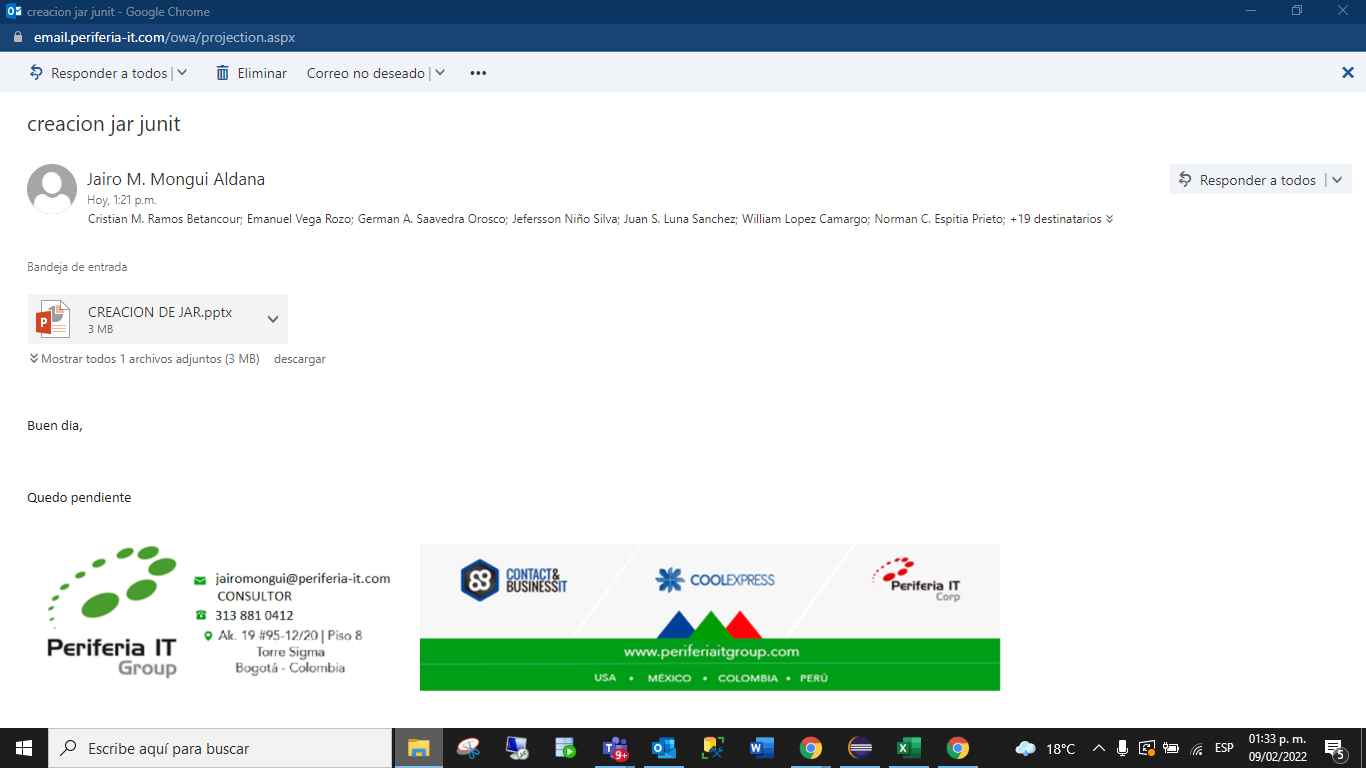 creacion jar junit - Google Chrome
email.periferia-it.com/owa/projection.aspx
Responder a todos | Eliminar Correo no deseado | •••
creacion jar junit
Jairo M. Mongui Aldana
Responder a todos |
Hoy, 1:21 p.m.
Cristian M. Ramos Betancour; Emanuel Vega Rozo; German A. Saavedra Orosco; Jefersson Niño Silva; Juan S. Luna Sanchez; William Lopez Camargo; Norman C. Espitia Prieto; +19 destinatarios
Bandeja de entrada
CREACION DE JAR.pptx
3 MB
Mostrar todos 1 archivos adjuntos (3 MB) descargar
Buen dia,
Quedo pendiente
Periferia IT
Group
jairomongui@periferia-it.com
CONSULTOR
313 881 0412
Ak. 19 #95-12/20 | Piso 8
Torre Sigma
Bogotá - Colombia
CONTACT&
BUSINESSIT
COOLEXPRESS
Periferia IT
Corp
www.periferiaitgroup.com
USA • MÉXICO • COLOMBIA • PERÚ
Escribe aquí para buscar
9+
18°C
ESP
01:33 p. m.
09/02/2022
5